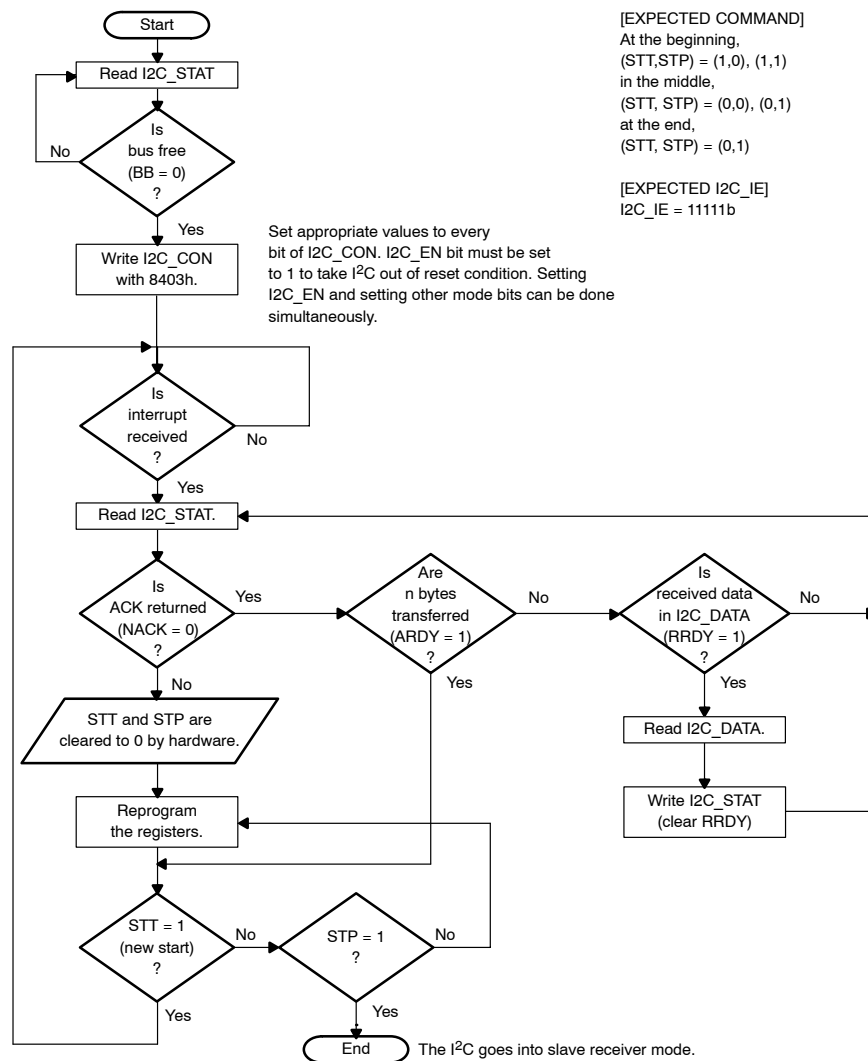 Start
Read I2C_STAT
Is
bus free
(BB = 0)
?
No
Yes
Write I2C_CON
with 8403h.
Set appropriate values to every
bit of I2C_CON. I2C_EN bit must be set
to 1 to take I2C out of reset condition. Setting
I2C_EN and setting other mode bits can be done
simultaneously.
[EXPECTED COMMAND]
At the beginning,
(STT,STP) = (1,0), (1,1)
in the middle,
(STT, STP) = (0,0), (0,1)
at the end,
(STT, STP) = (0,1)
[EXPECTED I2C_IE]
I2C_IE = 11111b
Is
interrupt
received
?
No
Yes
Read I2C_STAT.
Is
ACK returned
(NACK = 0)
?
Yes
No
Are
n bytes
transferred
(ARDY = 1)
?
No
Yes
Is
received data
in I2C_DATA
(RRDY = 1)
?
No
Yes
Read I2C_DATA.
Write I2C_STAT
(clear RRDY)
STT and STP are
cleared to 0 by hardware.
Reprogram
the registers.
STT = 1
(new start)
?
No
Yes
STP = 1
?
No
Yes
End
The I2C goes into slave receiver mode.